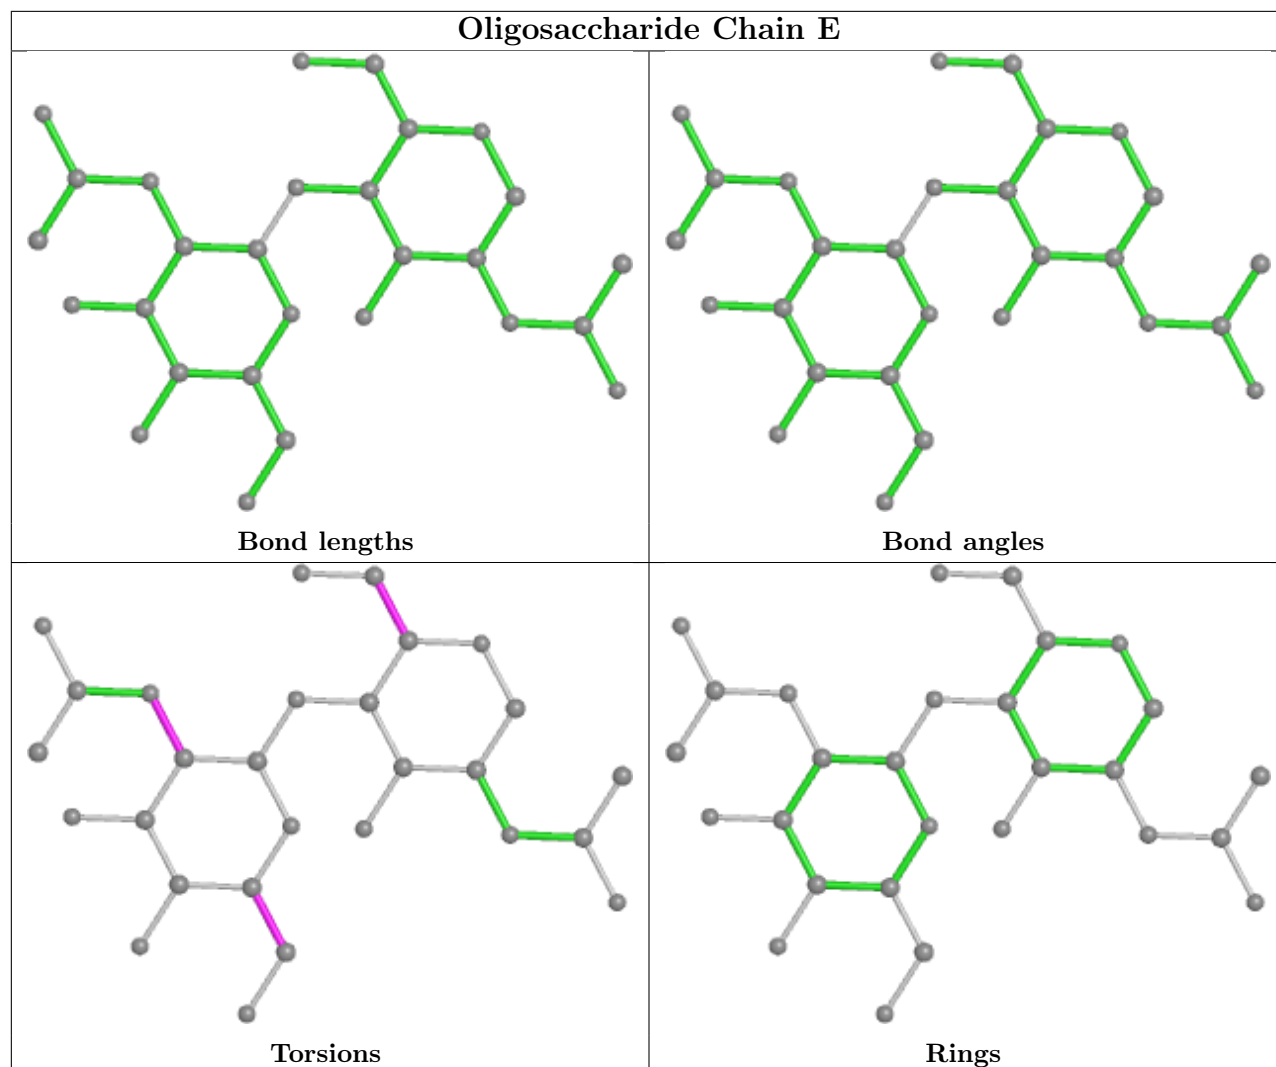 Oligosaccharide Chain E
Bond lengths
Bond angles
Torsions
Rings